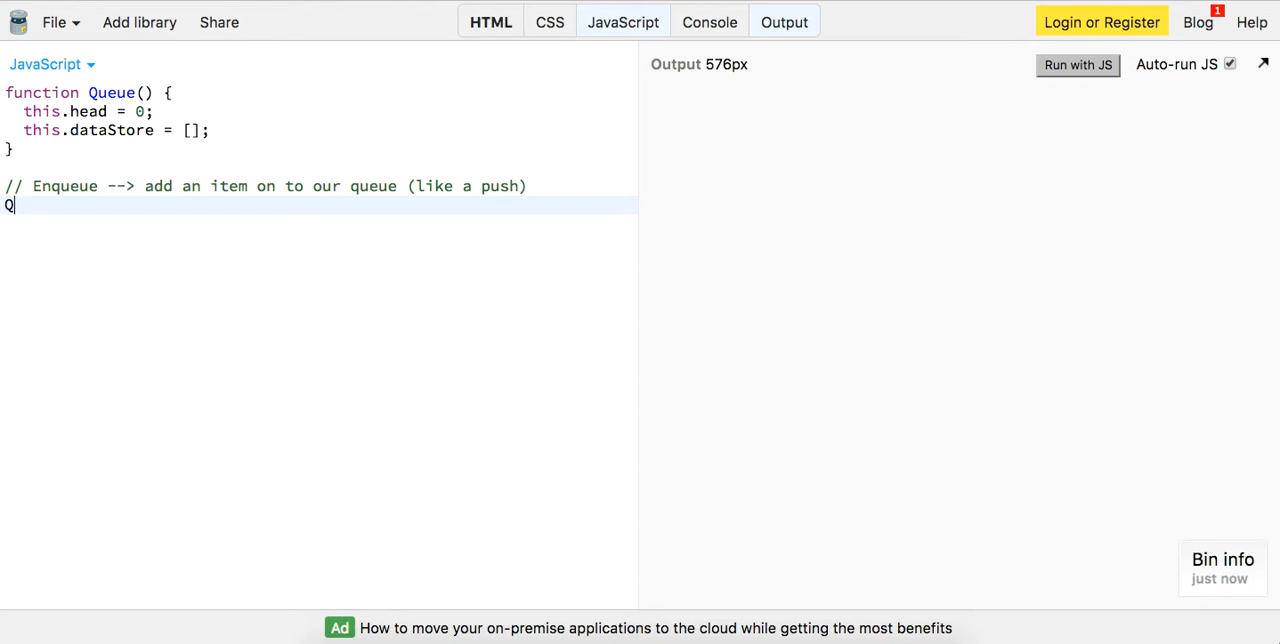 File Add library Share HTML CSS JavaScript Console Output Login or Register Blog 1 Help
JavaScript
function Queue() {
  this.head = 0;
  this.dataStore = [];
}
// Enqueue --> add an item on to our queue (like a push)
Q
Output 576px Run with JS Auto-run JS
Bin info
just now
Ad How to move your on-premise applications to the cloud while getting the most benefits